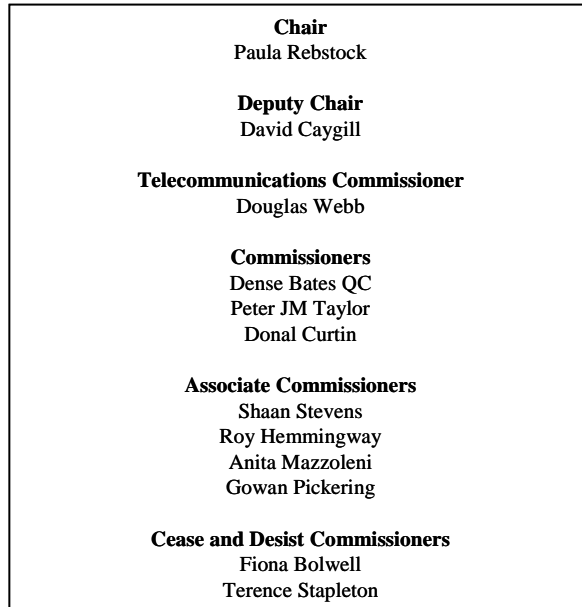 Chair
Paula Rebstock
Deputy Chair
David Caygill
Telecommunications Commissioner
Douglas Webb
Commissioners
Dense Bates QC
Peter JM Taylor
Donal Curtin
Associate Commissioners
Shaan Stevens
Roy Hemmingway
Anita Mazzoleni
Gowan Pickering
Cease and Desist Commissioners
Fiona Bolwell
Terence Stapleton